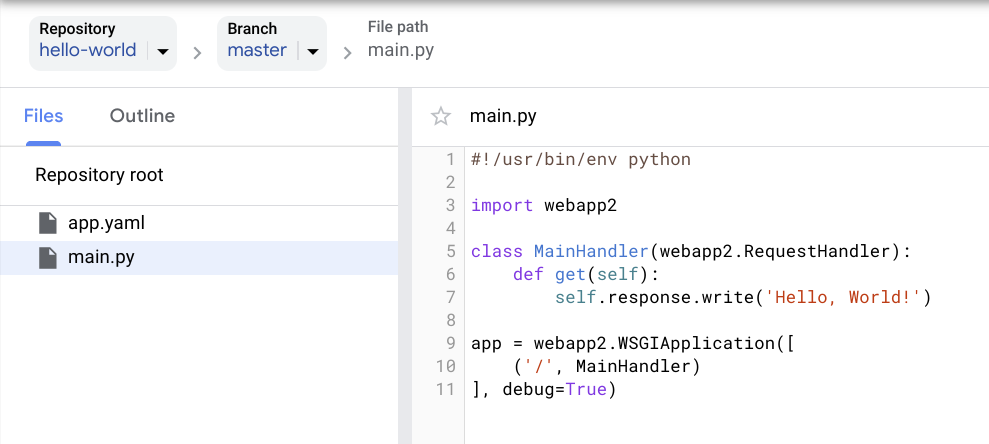 Repository
hello-world
Branch
master
File path
main.py
Files
Outline
Repository root
app.yaml
main.py
main.py
1 #!/usr/bin/env python
2
3 import webapp2
4
5 class MainHandler(webapp2.RequestHandler):
6     def get(self):
7         self.response.write('Hello, World!')
8
9 app = webapp2.WSGIApplication([
10     ('/', MainHandler)
11 ], debug=True)